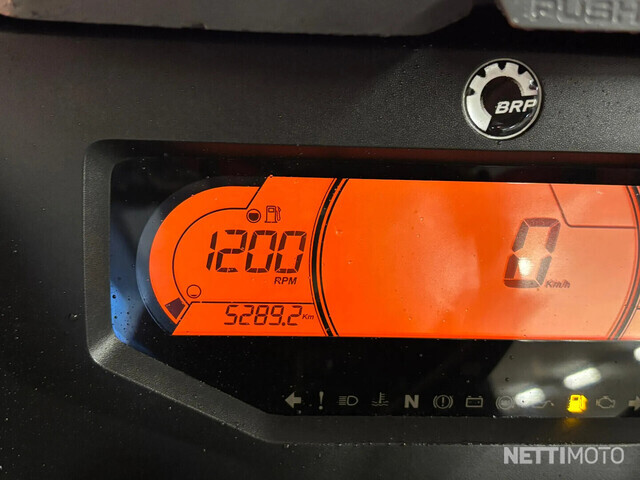 PUSH
BRP
1200
RPM
0
Km/h
5289.2 Km
N
NETTIMOTO